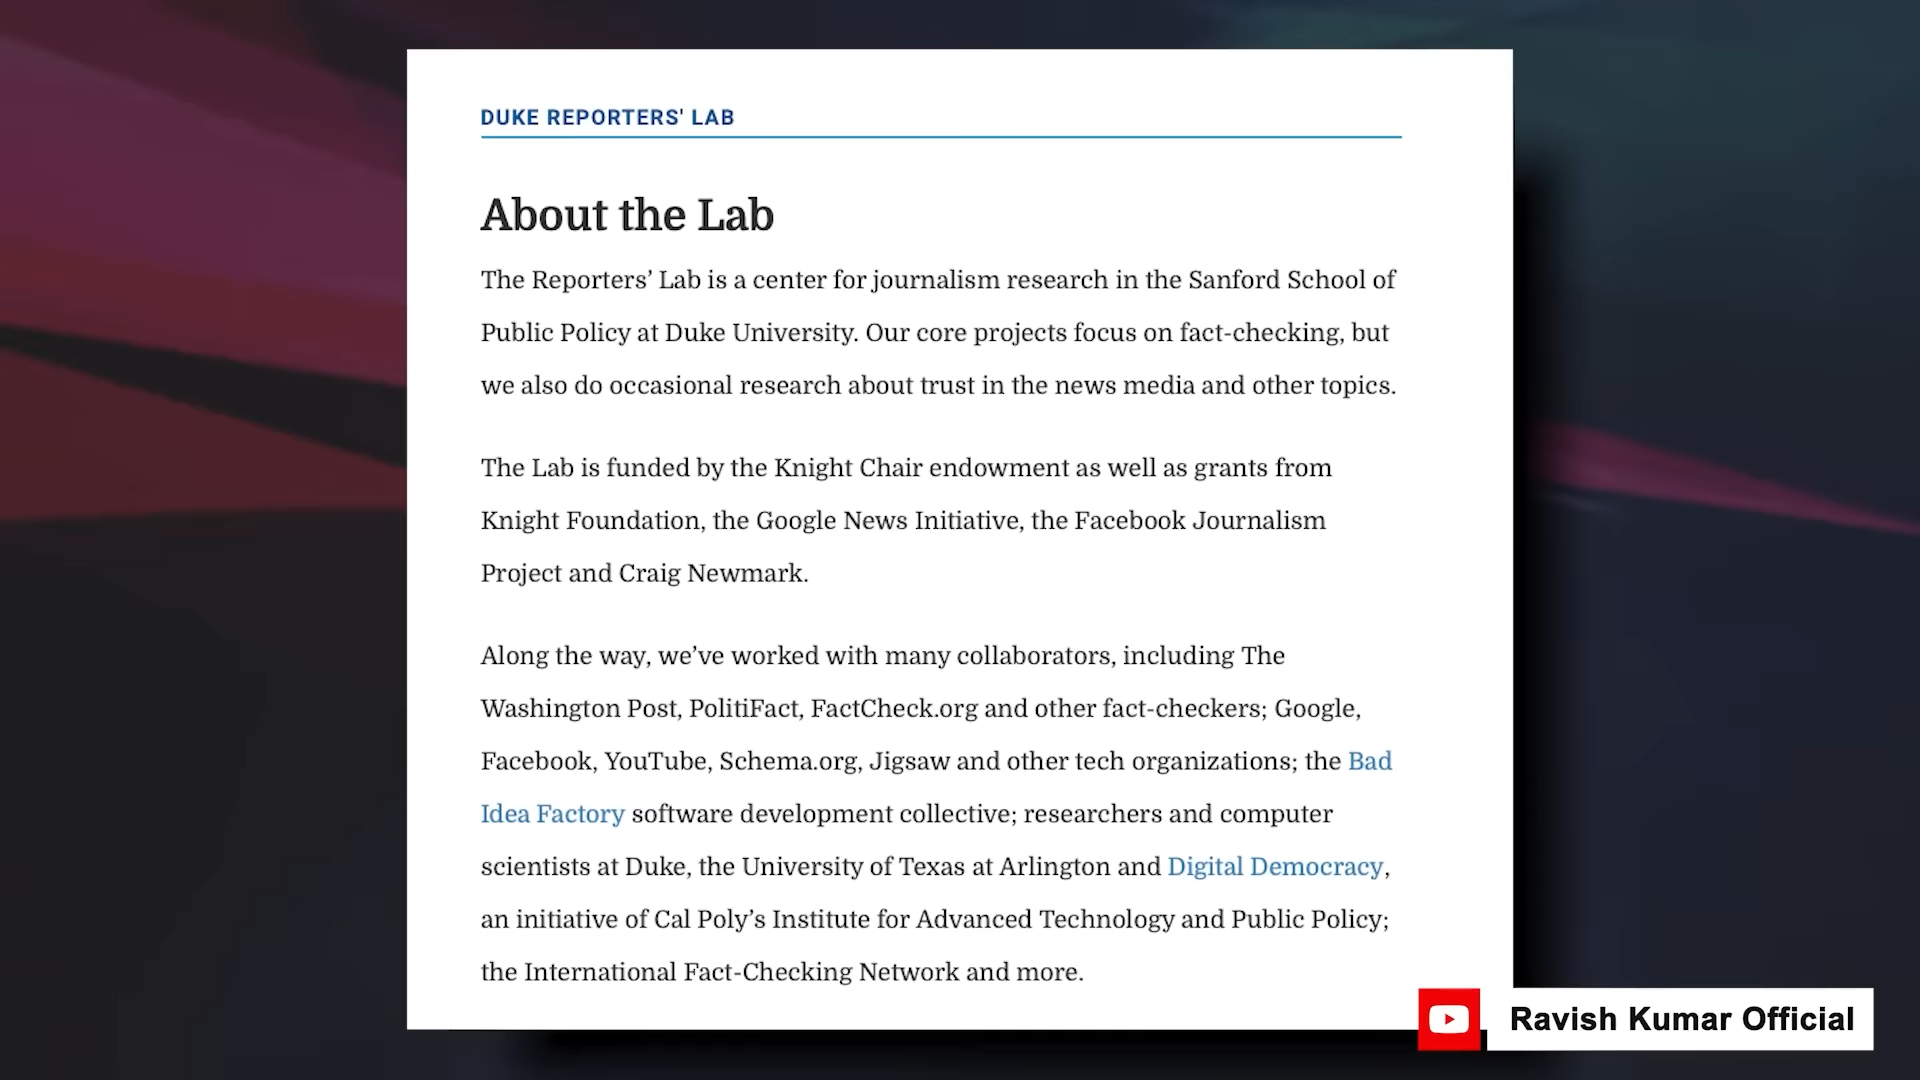 DUKE REPORTERS' LAB
About the Lab
The Reporters’ Lab is a center for journalism research in the Sanford School of
Public Policy at Duke University. Our core projects focus on fact-checking, but
we also do occasional research about trust in the news media and other topics.
The Lab is funded by the Knight Chair endowment as well as grants from
Knight Foundation, the Google News Initiative, the Facebook Journalism
Project and Craig Newmark.
Along the way, we’ve worked with many collaborators, including The
Washington Post, PolitiFact, FactCheck.org and other fact-checkers; Google,
Facebook, YouTube, Schema.org, Jigsaw and other tech organizations; the Bad
Idea Factory software development collective; researchers and computer
scientists at Duke, the University of Texas at Arlington and Digital Democracy,
an initiative of Cal Poly’s Institute for Advanced Technology and Public Policy;
the International Fact-Checking Network and more.
Ravish Kumar Official